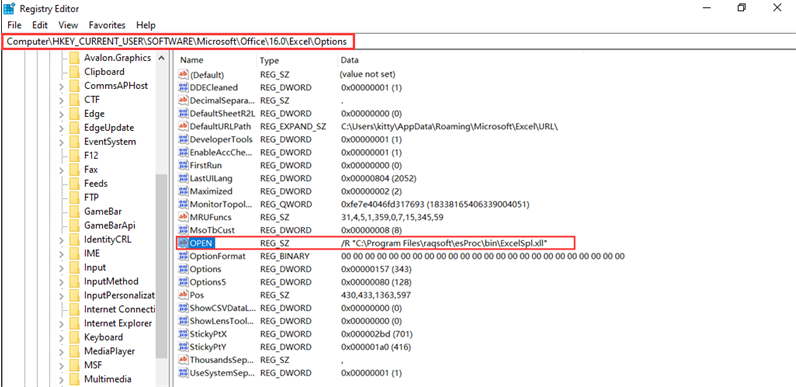 Registry Editor
File Edit View Favorites Help
Computer\HKEY_CURRENT_USER\SOFTWARE\Microsoft\Office\16.0\Excel\Options
Avalon.Graphics
Clipboard
CommsAPHost
CTF
Edge
EdgeUpdate
EventSystem
F12
Fax
Feeds
FTP
GameBar
GameBarApi
IdentityCRL
IME
Input
InputMethod
InputPersonalizat
Internet Connecti
Internet Explorer
Keyboard
MediaPlayer
MSF
Multimedia
Name Type Data
(Default) REG_SZ (value not set)
DDECleaned REG_DWORD 0x00000001 (1)
DecimalSepara... REG_SZ .
DefaultSheetR2L REG_DWORD 0x00000000 (0)
DefaultURLPath REG_EXPAND_SZ C:\Users\kitty\AppData\Roaming\Microsoft\Excel\URL\
DeveloperTools REG_DWORD 0x00000001 (1)
EnableAccChe... REG_DWORD 0x00000001 (1)
FirstRun REG_DWORD 0x00000000 (0)
LastUILang REG_DWORD 0x00000804 (2052)
Maximized REG_DWORD 0x00000002 (2)
MonitorTopol... REG_QWORD 0xfe7e4046fd317693 (18338165406339004051)
MRUFuncs REG_SZ 31,4,5,1,359,0,7,15,345,59
MsoTbCust REG_DWORD 0x00000008 (8)
OPEN REG_SZ /R "C:\Program Files\raqsoft\esProc\bin\ExcelSpl.xll"
OptionFormat REG_BINARY 00 00 00 00 00 00 00 00 00 00 00 00 00 00 00 00 00 00 00 00
Options REG_DWORD 0x00000157 (343)
Options5 REG_DWORD 0x00000080 (128)
Pos REG_SZ 430,433,1363,597
ShowCSVDataL... REG_DWORD 0x00000000 (0)
ShowLensTool... REG_DWORD 0x00000000 (0)
StickyPtX REG_DWORD 0x000002bd (701)
StickyPtY REG_DWORD 0x000001a0 (416)
ThousandsSep... REG_SZ ,
UseSystemSep... REG_DWORD 0x00000001 (1)